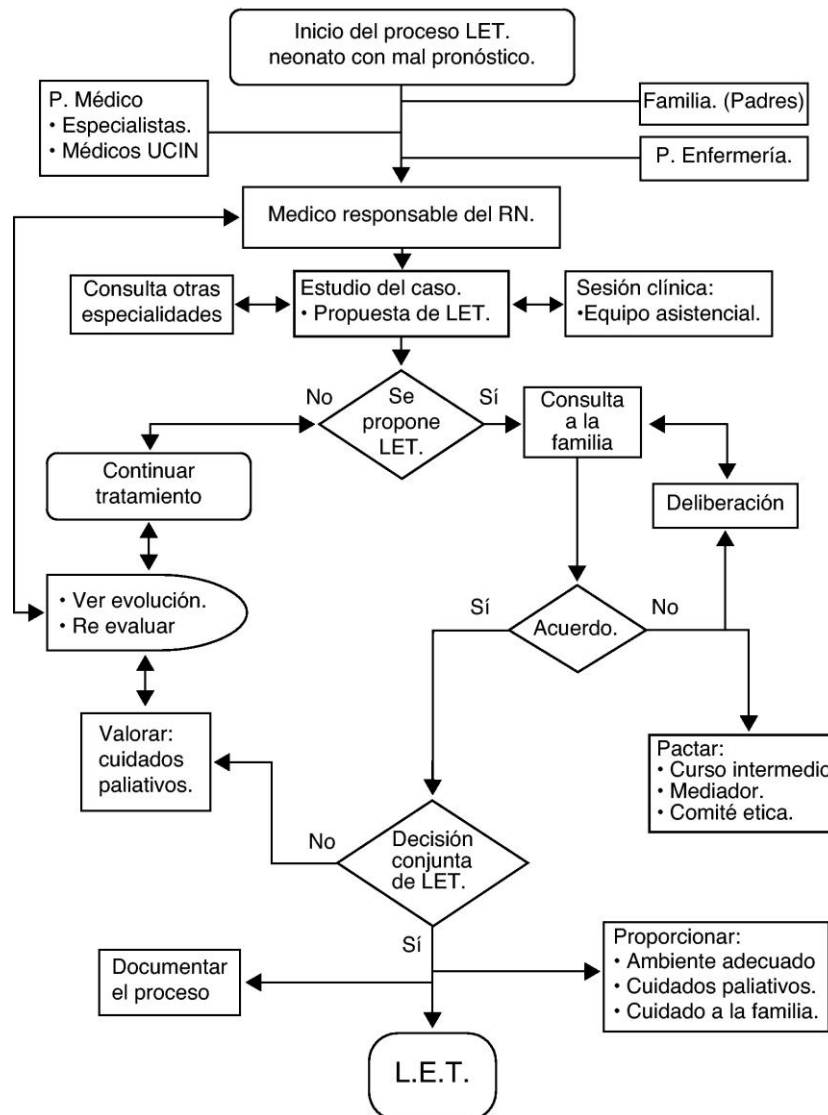 Inicio del proceso LET.
neonato con mal pronóstico.
P. Médico
• Especialistas.
• Médicos UCIN
Familia. (Padres)
P. Enfermería.
Medico responsable del RN.
Consulta otras
especialidades
Estudio del caso.
• Propuesta de LET.
Sesión clínica:
•Equipo asistencial.
No
Se
propone
LET.
Sí
Consulta
a la
familia
Continuar
tratamiento
Deliberación
• Ver evolución.
• Re evaluar
Sí
Acuerdo.
No
Valorar:
cuidados
paliativos.
Pactar:
• Curso intermedio
• Mediador.
• Comité etica.
No
Decisión
conjunta
de LET.
Sí
Documentar
el proceso
Proporcionar:
• Ambiente adecuado
• Cuidados paliativos.
• Cuidado a la familia.
L.E.T.